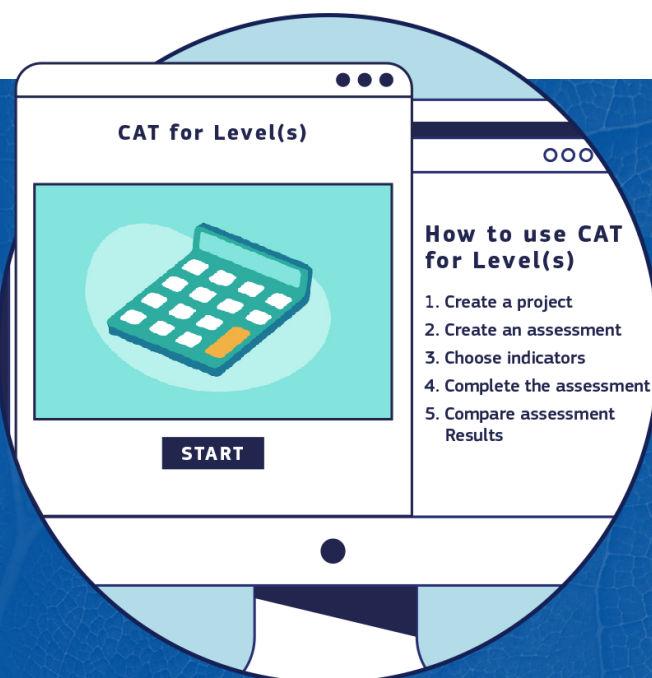 CAT for Level(s)
START
How to use CAT
for Level(s)
1. Create a project
2. Create an assessment
3. Choose indicators
4. Complete the assessment
5. Compare assessment
Results